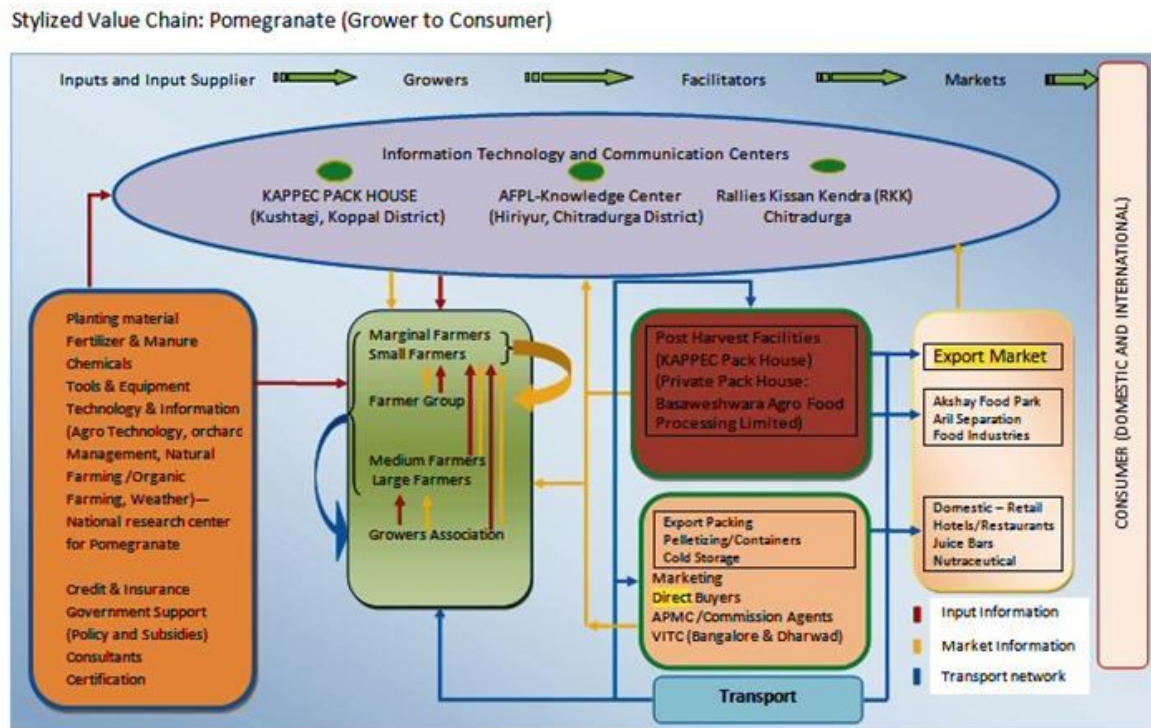 Stylized Value Chain: Pomegranate (Grower to Consumer)
Inputs and Input Supplier
Growers
Facilitators
Markets
Information Technology and Communication Centers
KAPPEC PACK HOUSE
(Kushtagi, Koppal District)
AFPL-Knowledge Center
(Hiriyur, Chitradurga District)
Rallies Kissan Kendra (RKK)
Chitradurga
Planting material
Fertilizer & Manure
Chemicals
Tools & Equipment
Technology & Information
(Agro Technology, orchard
Management, Natural
Farming /Organic
Farming, Weather)—
National research center
for Pomegranate
Credit & Insurance
Government Support
(Policy and Subsidies)
Consultants
Certification
Marginal Farmers
Small Farmers
Farmer Group
Medium Farmers
Large Farmers
Growers Association
Post Harvest Facilities
(KAPPEC Pack House)
(Private Pack House:
Basaweshwara Agro Food
Processing Limited)
Export Packing
Pelletizing/Containers
Cold Storage
Marketing
Direct Buyers
APMC /Commission Agents
VITC (Bangalore & Dharwad)
Transport
Export Market
Akshay Food Park
Aril Separation
Food Industries
Domestic – Retail
Hotels/Restaurants
Juice Bars
Nutraceutical
Input Information
Market Information
Transport network
CONSUMER (DOMESTIC AND INTERNATIONAL)